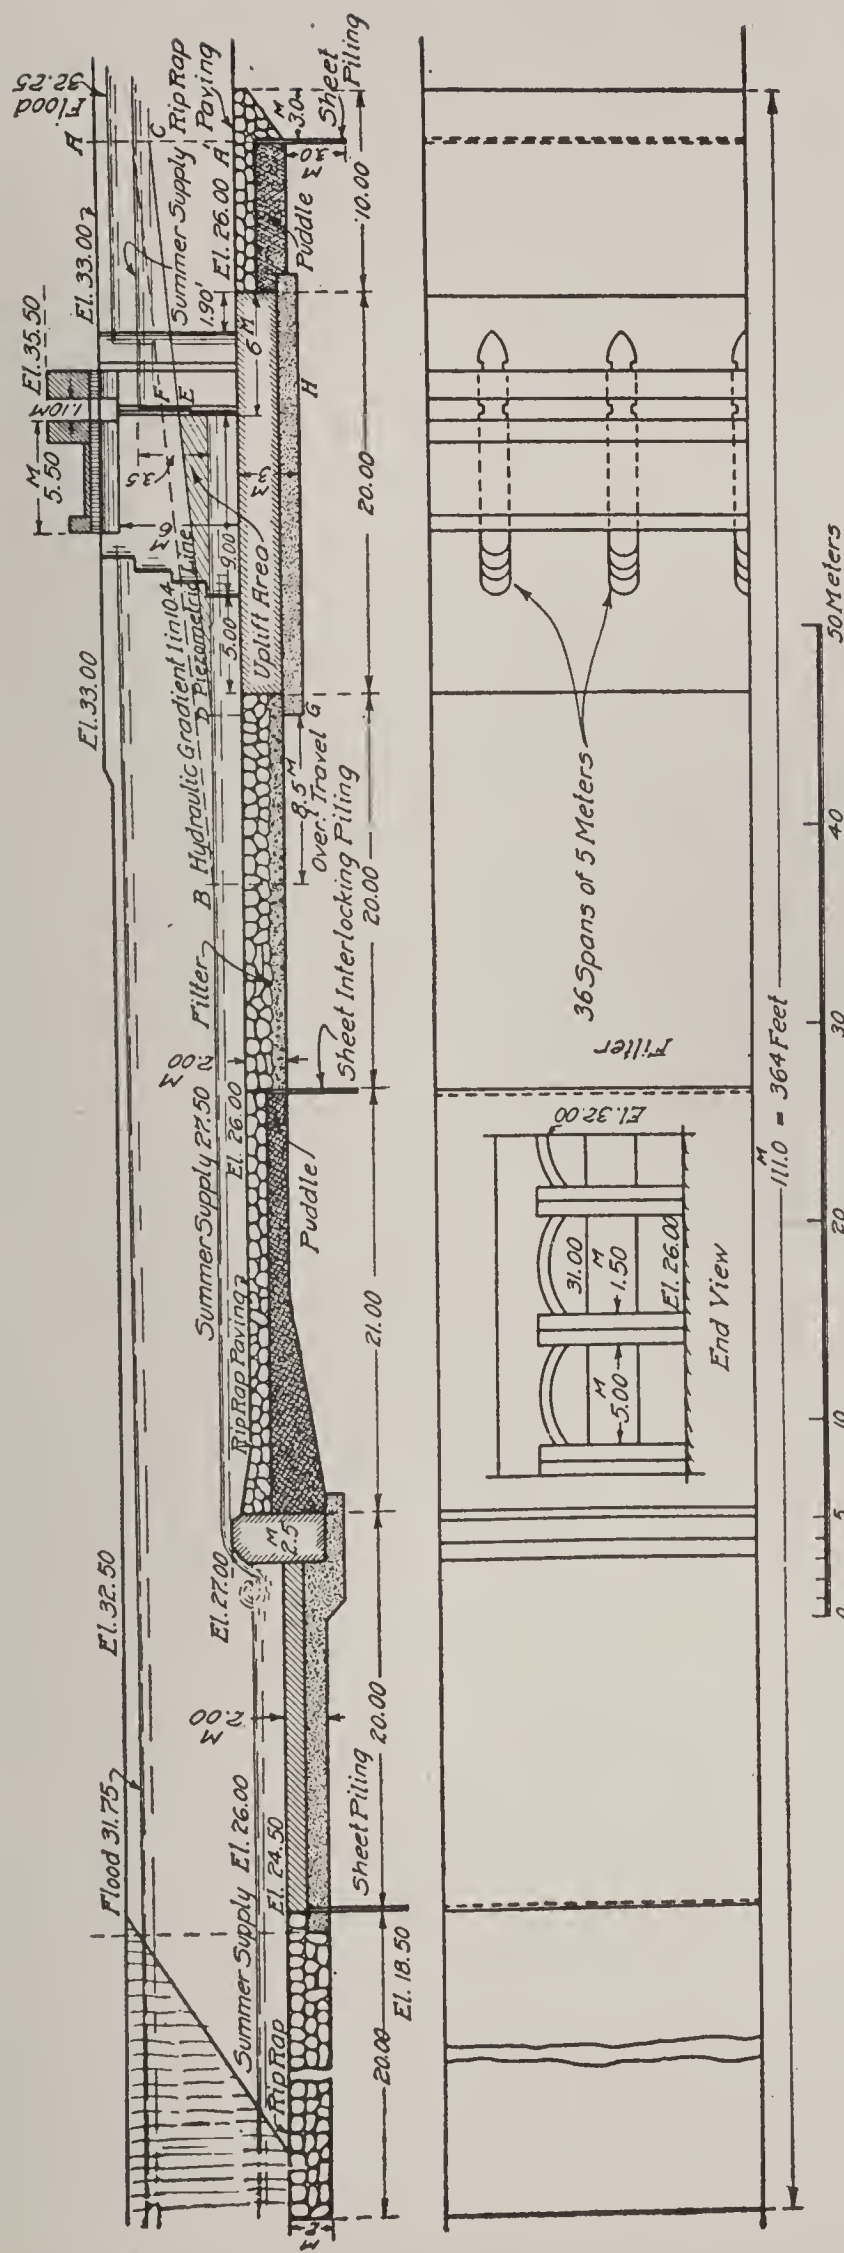 Flood 31.75
El. 32.50
El. 33.00
El. 35.50
El. 33.00
A
Flood
32.25
M
5.50
1.10M
C
Summer Supply
Rip Rap
Paving
Summer Supply El. 26.00
El. 27.00
Summer Supply 27.50
Filter
B
Hydraulic Gradient 1 in 10.4
D Piezometric Line
3.5
F
E
6
M
9.00
5.00
1.90'
El. 26.00
A'
Rip Rap
El. 24.50
2.00
M
M
2.5
Rip Rap Paving
El. 26.00
2.00
M
Uplift Area
3
M
6 M
M
3.0
3.0
M
Sheet
Piling
Puddle
H
G
8.5 M
Over Travel
Sheet Interlocking Piling
Puddle
Sheet Piling
El. 18.50
2
M
20.00
20.00
21.00
20.00
20.00
10.00
El. 32.00
31.00
M
1.50
M
5.00
El. 26.00
End View
Filter
36 Spans of 5 Meters
M
111.0 = 364 Feet
0
5
10
20
30
40
50 Meters